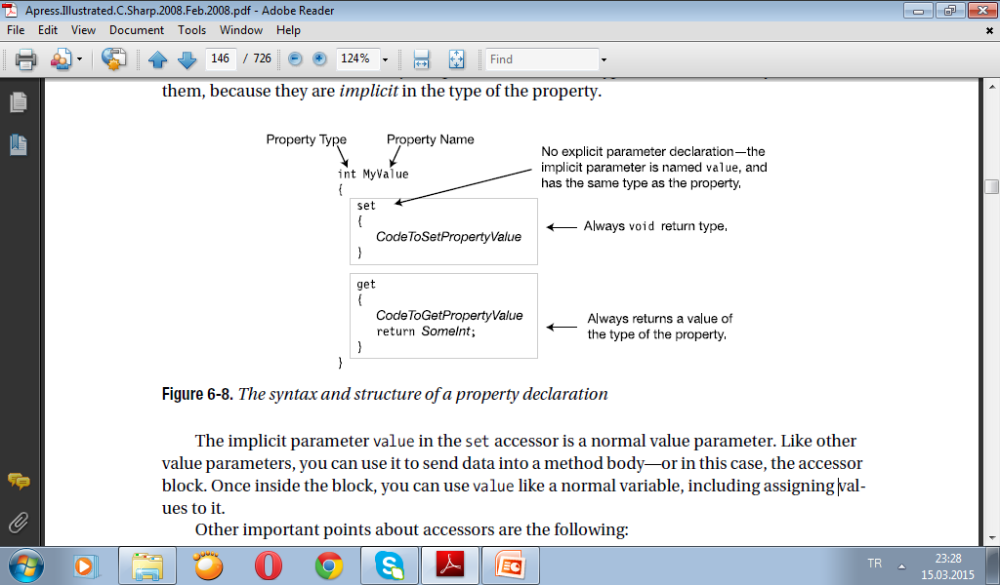 Apress.Illustrated.C.Sharp.2008.Feb.2008.pdf - Adobe Reader
File Edit View Document Tools Window Help
146 / 726 124% Find
them, because they are implicit in the type of the property.
Property Type Property Name
No explicit parameter declaration—the
implicit parameter is named value, and
has the same type as the property.
int MyValue
{
set
{
CodeToSetPropertyValue
}
Always void return type.
get
{
CodeToGetPropertyValue
return SomeInt;
}
Always returns a value of
the type of the property.
}
Figure 6-8. The syntax and structure of a property declaration
The implicit parameter value in the set accessor is a normal value parameter. Like other
value parameters, you can use it to send data into a method body—or in this case, the accessor
block. Once inside the block, you can use value like a normal variable, including assigning val-
ues to it.
Other important points about accessors are the following:
TR
23:28
15.03.2015